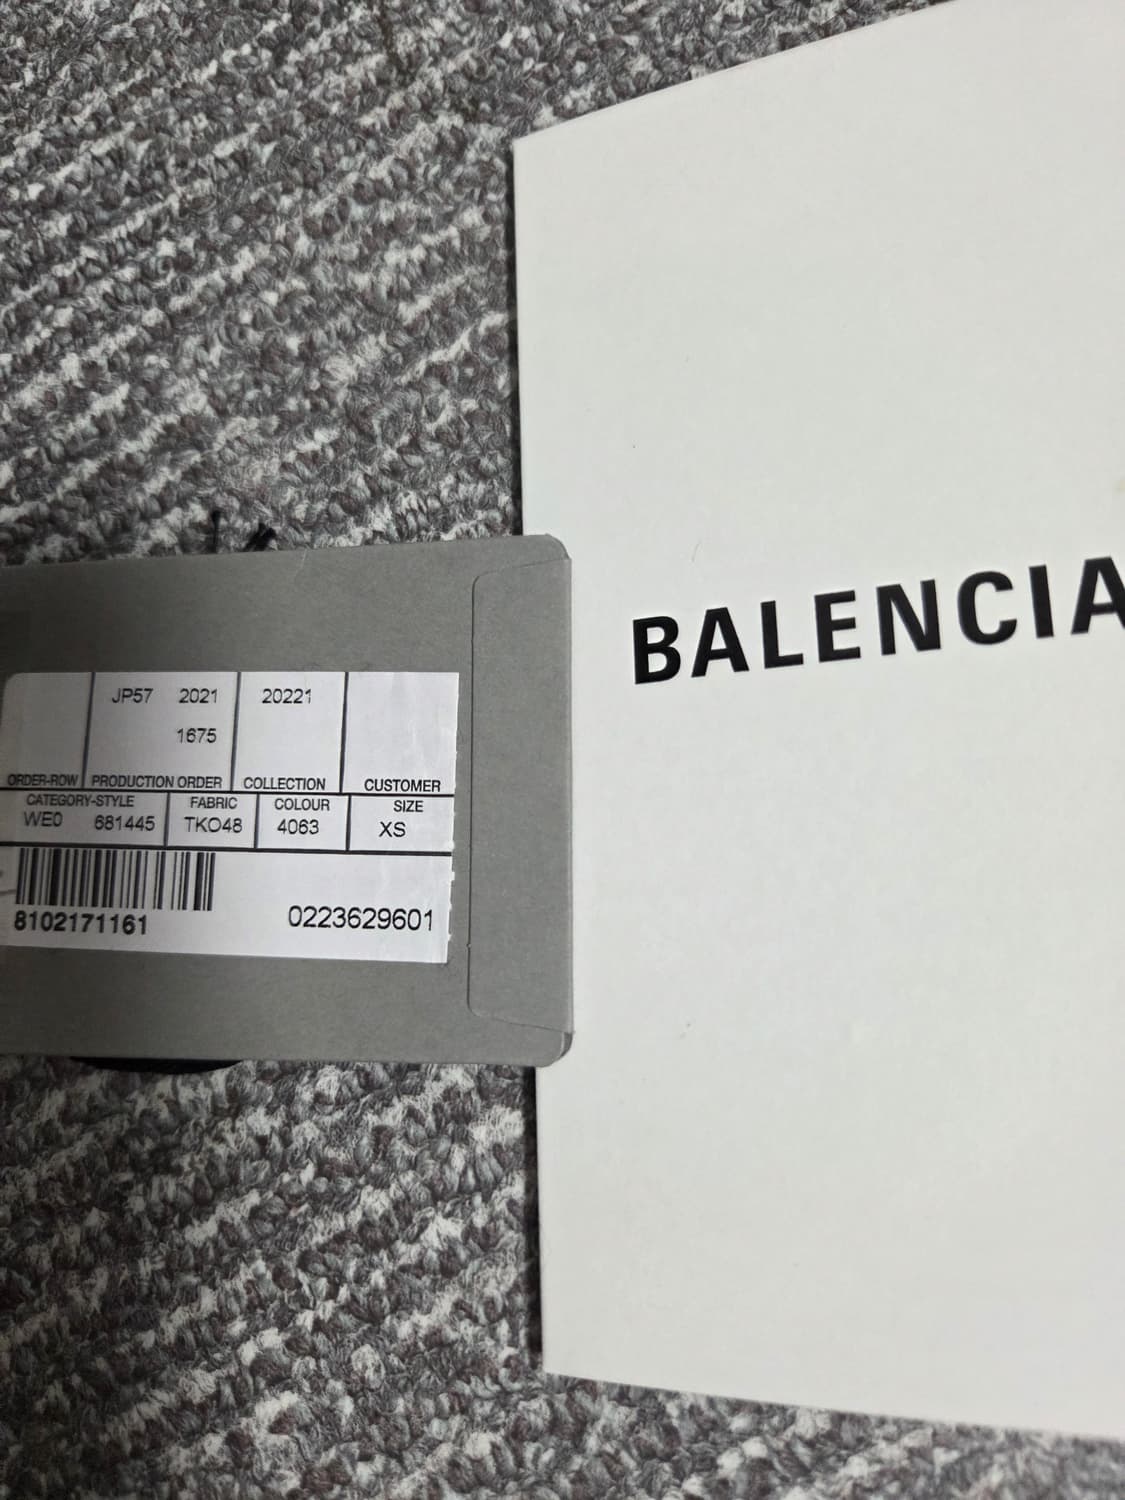 BALENCIA
JP57 2021 20221
1675
ORDER-ROW PRODUCTION ORDER COLLECTION CUSTOMER
CATEGORY-STYLE FABRIC COLOUR SIZE
WE0 681445 TKO48 4063 XS
8102171161 0223629601